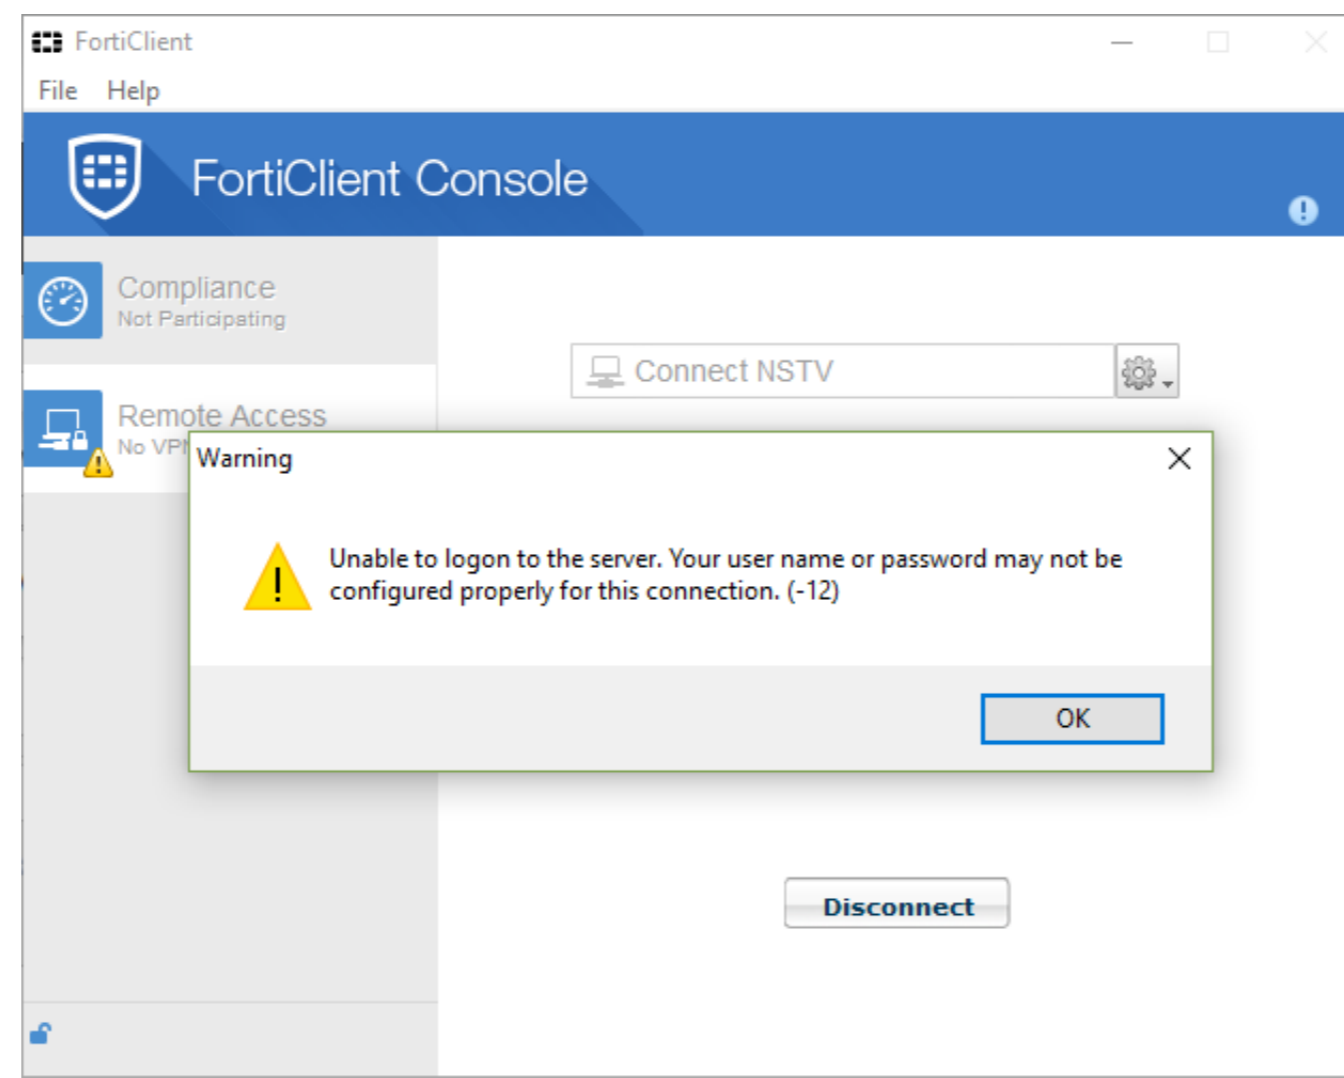 FortiClient
File Help
FortiClient Console
Compliance
Not Participating
Connect NSTV
Remote Access
No VPN
Warning
Unable to logon to the server. Your user name or password may not be
configured properly for this connection. (-12)
OK
Disconnect